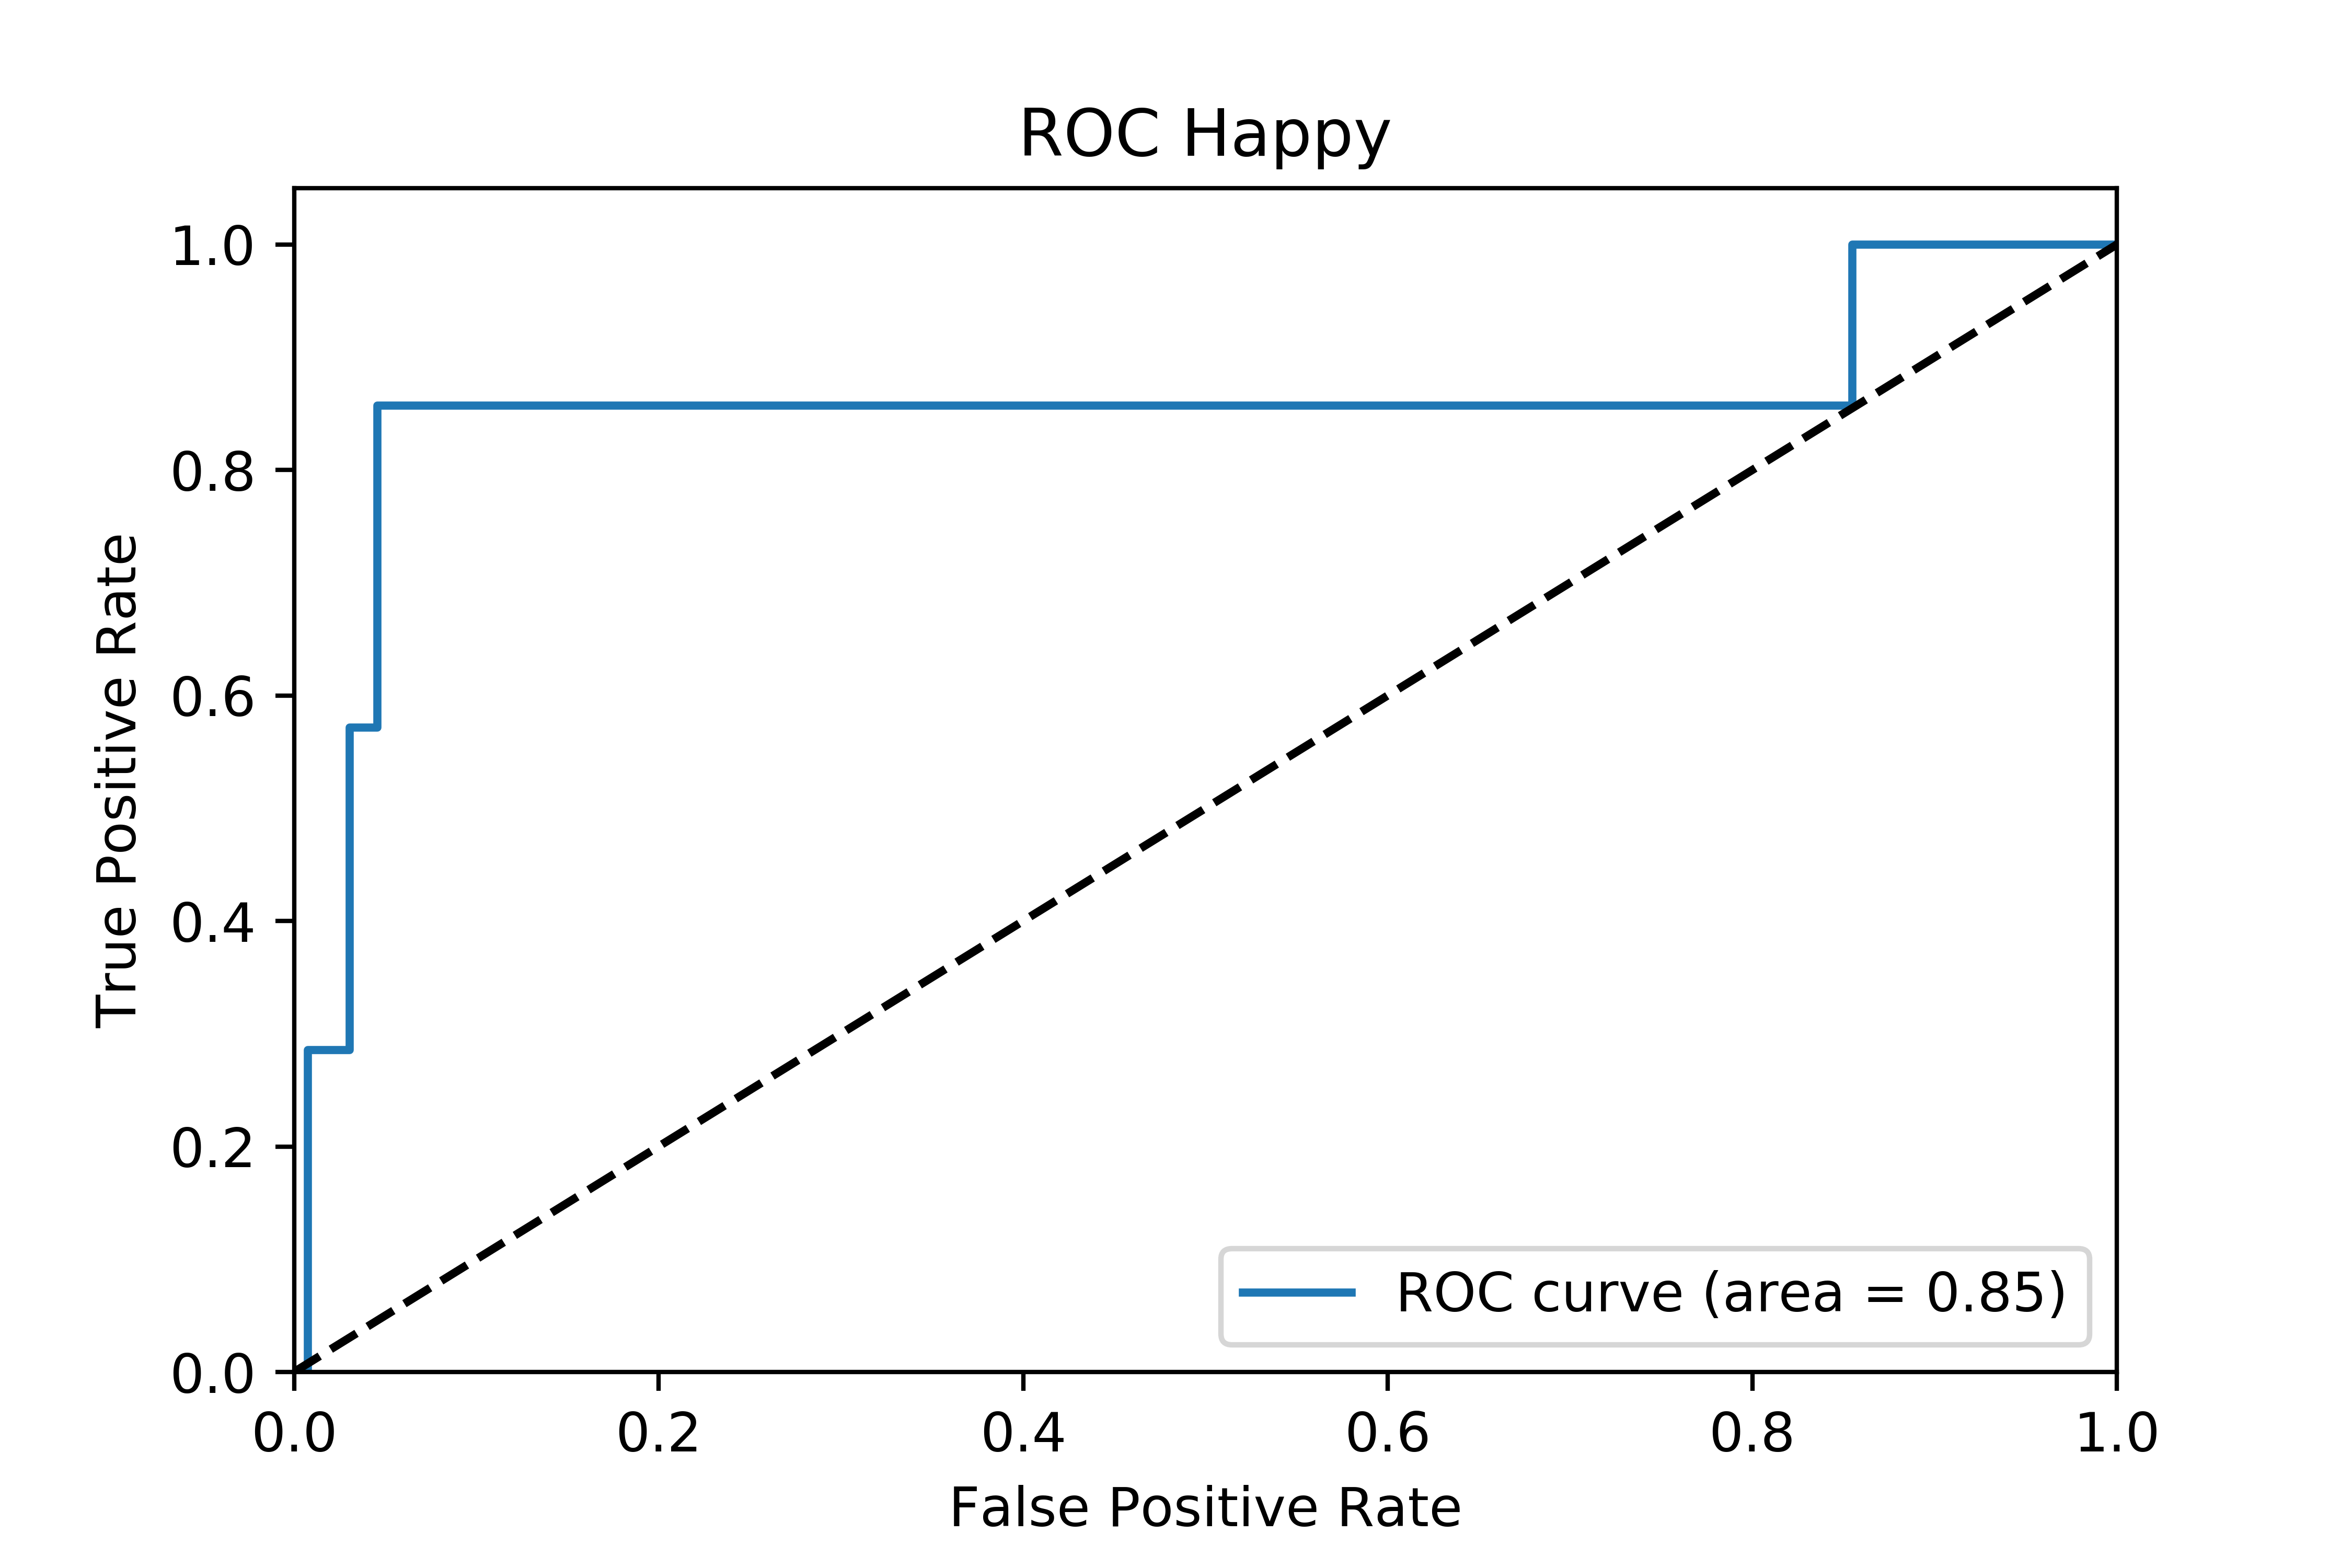 ROC Happy
1.0
0.8
0.6
0.4
0.2
0.0
True Positive Rate
ROC curve (area = 0.85)
0.0 0.2 0.4 0.6 0.8 1.0
False Positive Rate